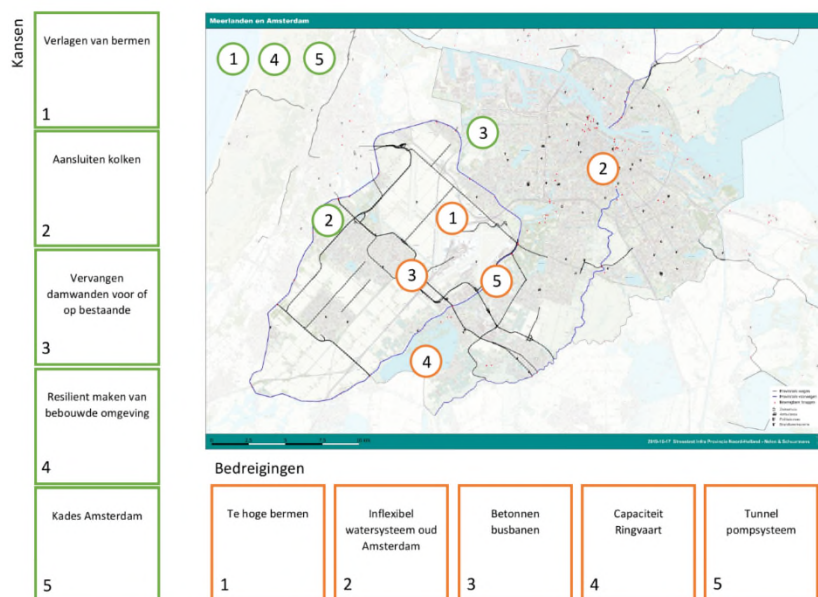 Kansen
Verlagen van bermen
1
Aansluiten kolken
2
Vervangen
damwanden voor of
op bestaande
3
Resilient maken van
bebouwde omgeving
4
Kades Amsterdam
5
Meerlanden en Amsterdam
1 4 5
3
2
2
1
3
5
4
Bedreigingen
Te hoge bermen
1
Inflexibel
watersysteem oud
Amsterdam
2
Betonnen
busbanen
3
Capaciteit
Ringvaart
4
Tunnel
pompsysteem
5